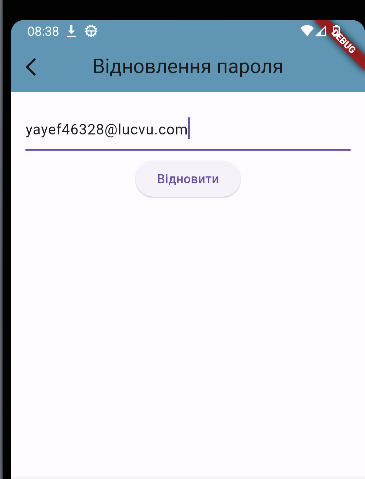 08:38
DEBUG
Відновлення пароля
yayef46328@lucvu.com
Відновити